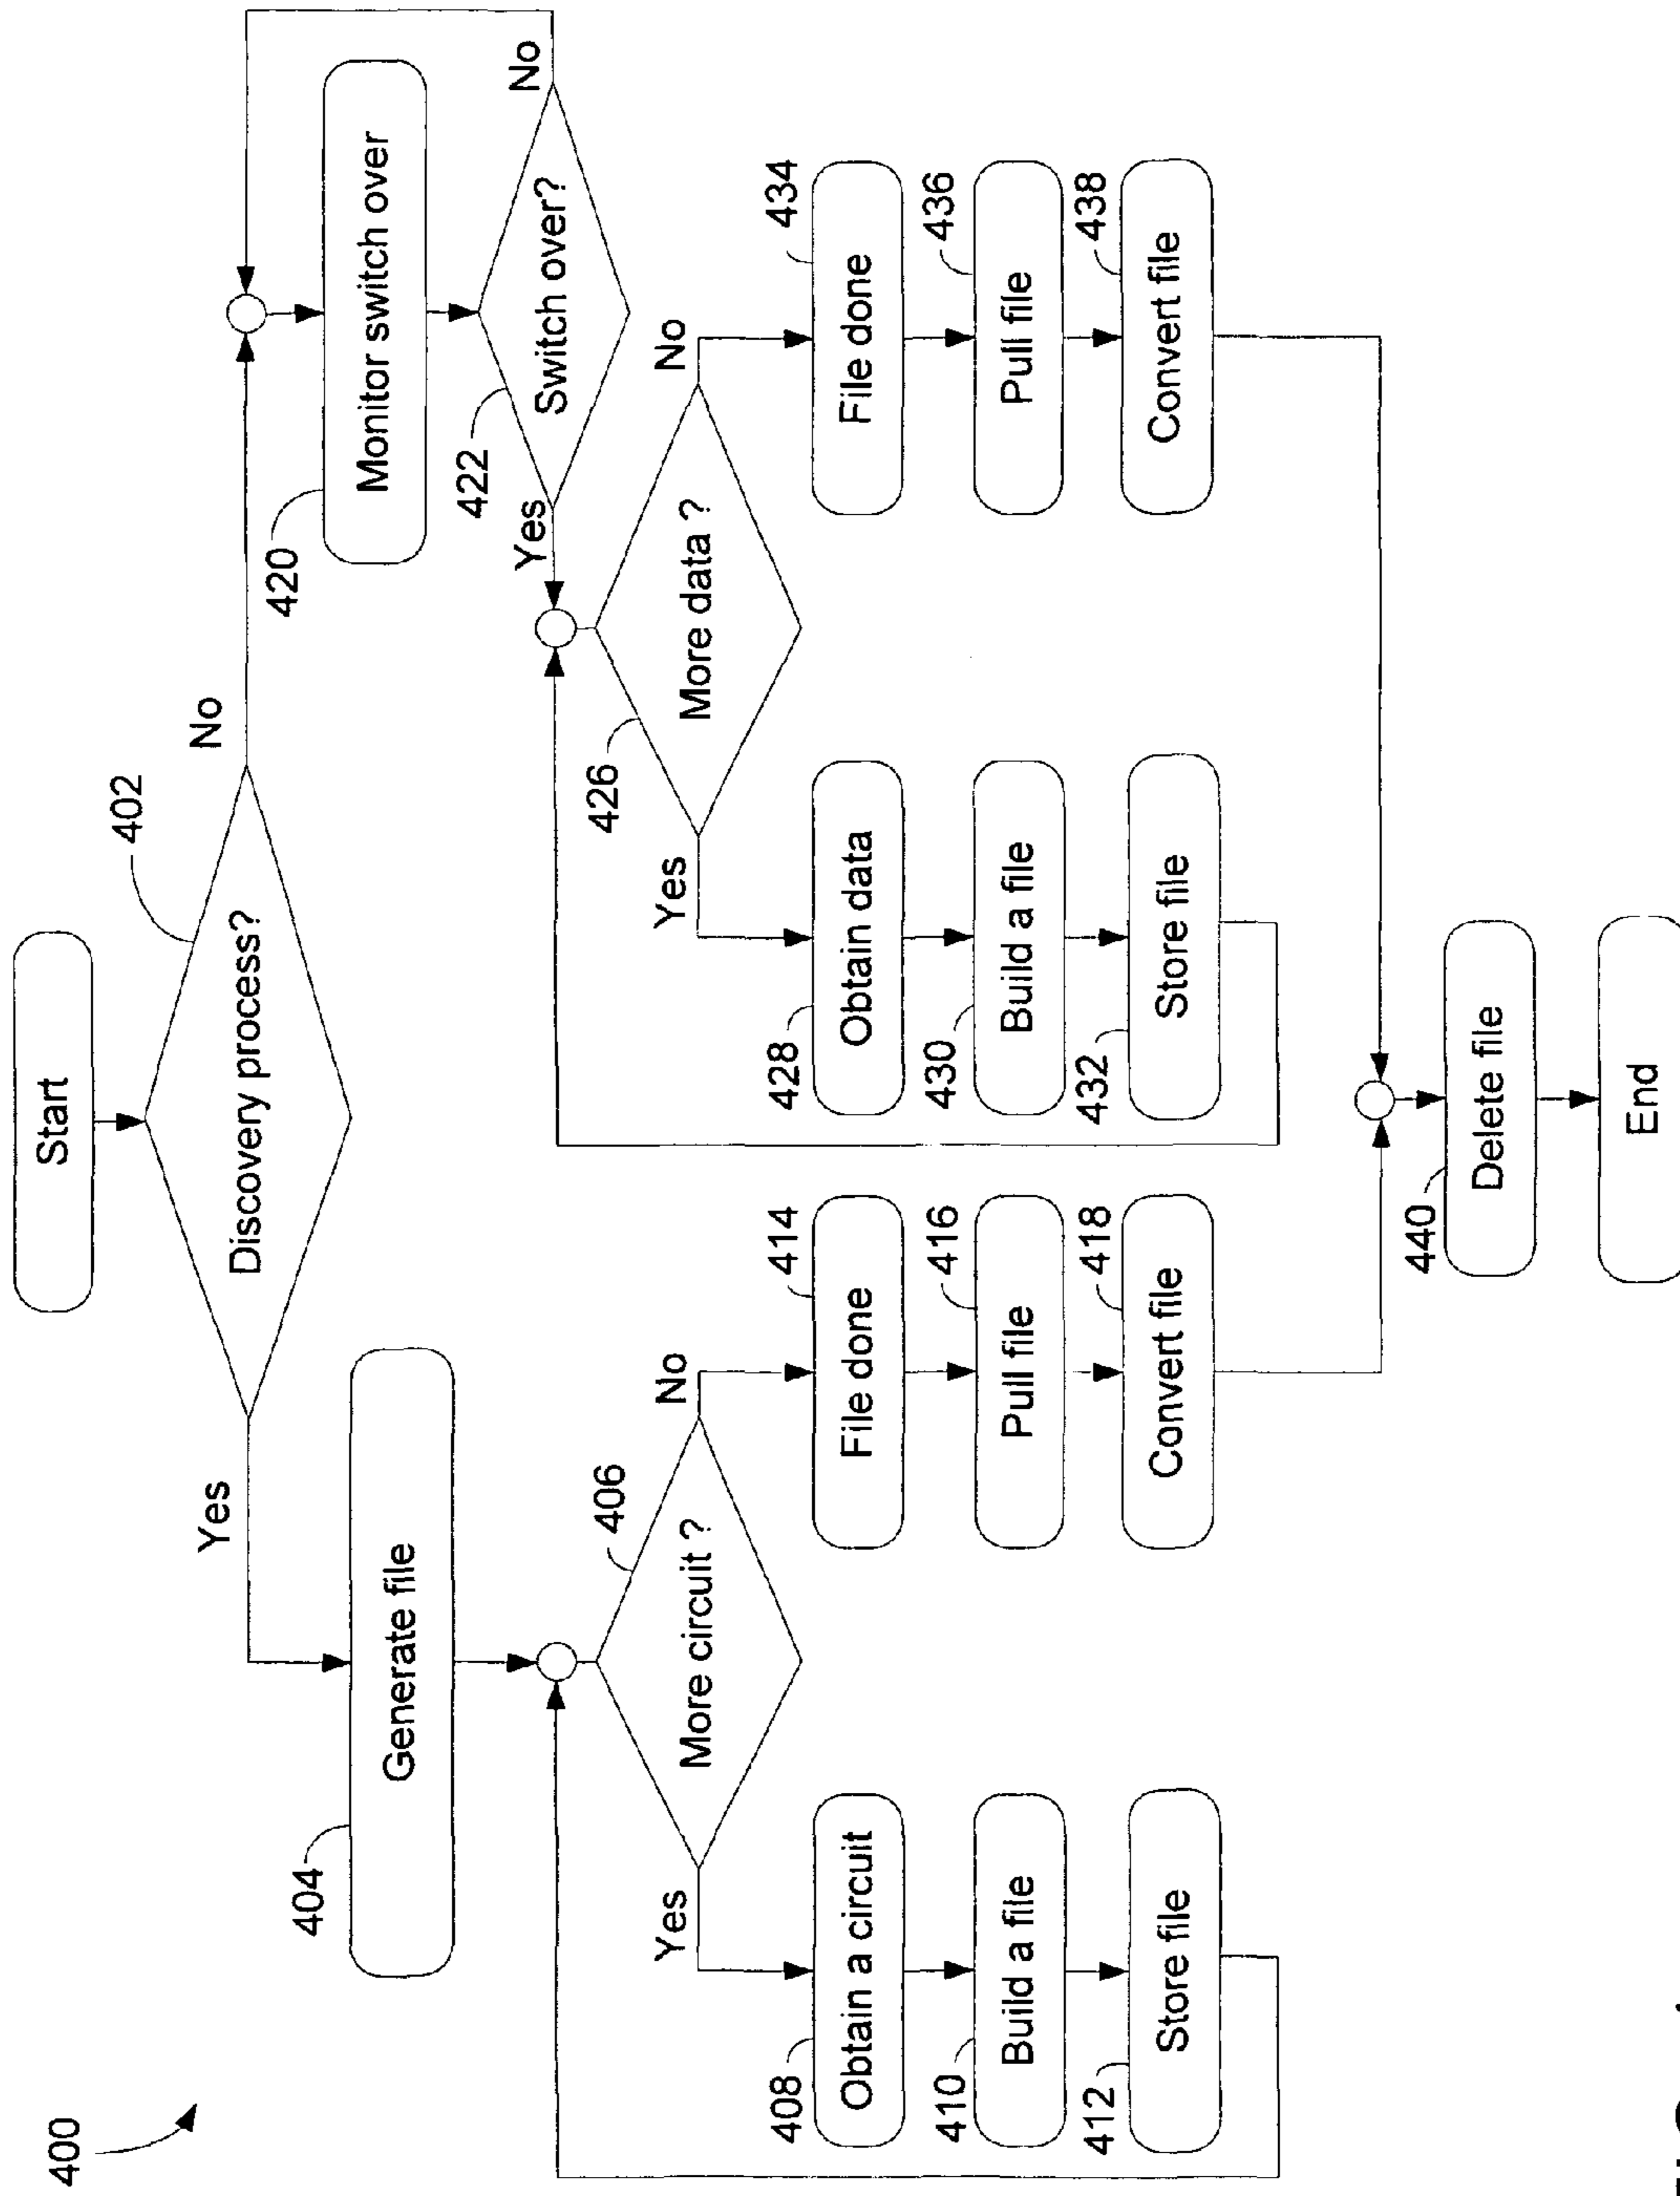 400
Start
Discovery process?
402
Yes
No
404
Generate file
420
Monitor switch over
422
Switch over?
No
Yes
More circuit ?
406
Yes
No
426
More data ?
Yes
No
408
Obtain a circuit
410
Build a file
412
Store file
414
File done
416
Pull file
418
Convert file
428
Obtain data
430
Build a file
432
Store file
434
File done
436
Pull file
438
Convert file
440
Delete file
End